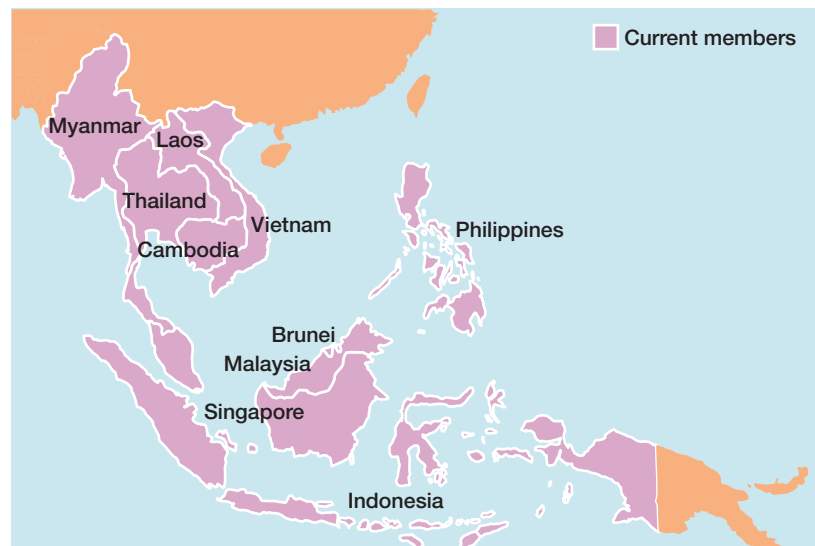 Current members
Myanmar
Laos
Thailand
Vietnam
Philippines
Cambodia
Brunei
Malaysia
Singapore
Indonesia